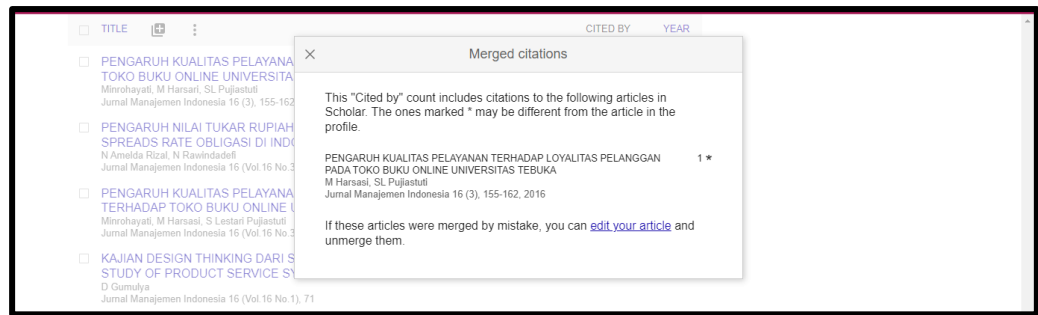 TITLE
CITED BY YEAR
PENGARUH KUALITAS PELAYANA
TOKO BUKU ONLINE UNIVERSITA
Minrohayati, M Harsari, SL Pujiastuti
Jurnal Manajemen Indonesia 16 (3), 155-162
PENGARUH NILAI TUKAR RUPIAH
SPREADS RATE OBLIGASI DI INDO
N Amelda Rizal, N Rawindadefi
Jurnal Manajemen Indonesia 16 (Vol.16 No.3
PENGARUH KUALITAS PELAYANA
TERHADAP TOKO BUKU ONLINE U
Minrohayati, M Harsasi, S Lestari Pujiastuti
Jurnal Manajemen Indonesia 16 (Vol.16 No.3
KAJIAN DESIGN THINKING DARI S
STUDY OF PRODUCT SERVICE SY
D Gumulya
Jurnal Manajemen Indonesia 16 (Vol.16 No.1), 71
Merged citations
This "Cited by" count includes citations to the following articles in
Scholar. The ones marked * may be different from the article in the
profile.
PENGARUH KUALITAS PELAYANAN TERHADAP LOYALITAS PELANGGAN 1 *
PADA TOKO BUKU ONLINE UNIVERSITAS TEBUKA
M Harsasi, SL Pujiastuti
Jurnal Manajemen Indonesia 16 (3), 155-162, 2016
If these articles were merged by mistake, you can edit your article and
unmerge them.